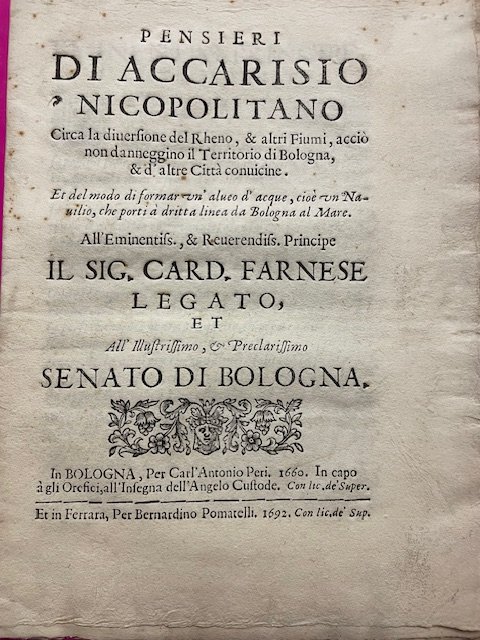 PENSIERI
DI ACCARISIO
NICOPOLITANO
Circa la diuersione del Rheno, & altri Fiumi, acciò
non danneggino il Territorio di Bologna,
& d'altre Città conuicine.
Et del modo di formar vn' alueo d' acque, cioè vn Na-
uilio, che porti a dritta linea da Bologna al Mare.
All'Eminentiſs., & Reuerendiſs. Principe
IL SIG. CARD. FARNESE
LEGATO,
ET
All' Illuſtriſſimo, & Preclariſſimo
SENATO DI BOLOGNA.
In BOLOGNA, Per Carl'Antonio Peri. 1660. In capo
à gli Orefici, all'Inſegna dell'Angelo Cuſtode. Con lic. de' Super.
Et in Ferrara, Per Bernardino Pomatelli. 1692. Con lic. de' Sup.